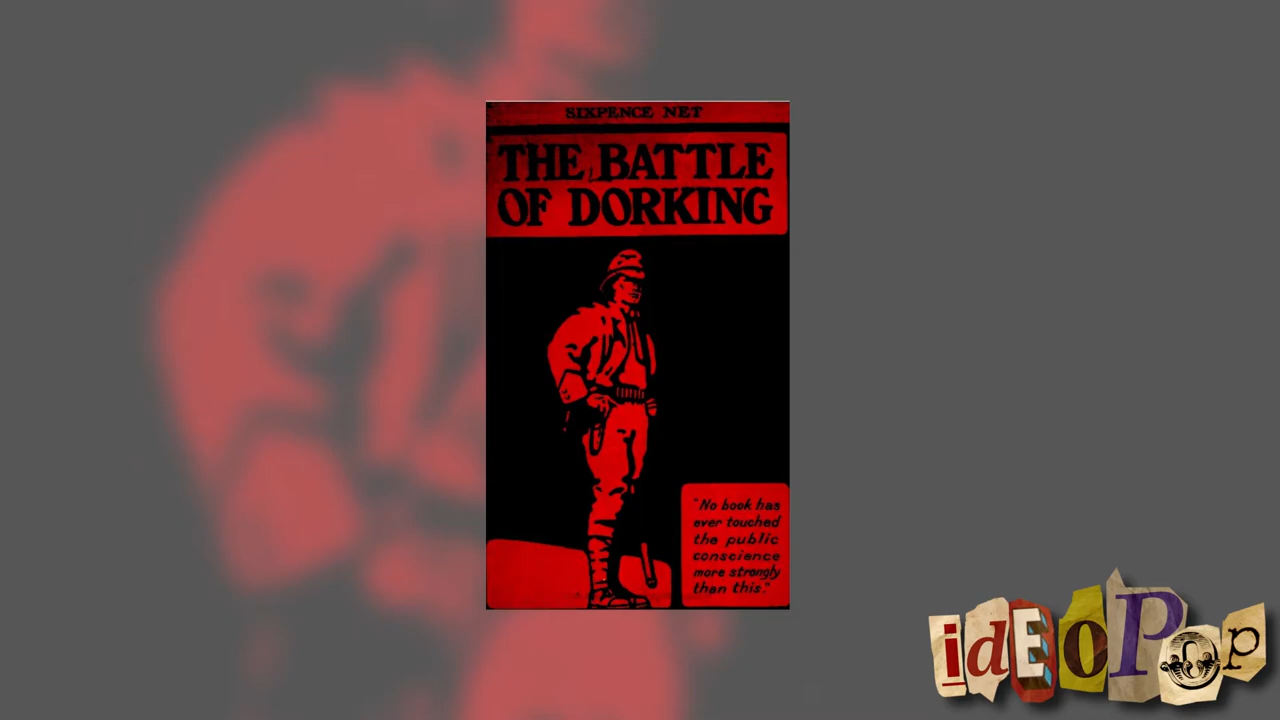 SIXPENCE NET
THE BATTLE
OF DORKING
"No book has
ever touched
the public
conscience
more strongly
than this."
idEoPop